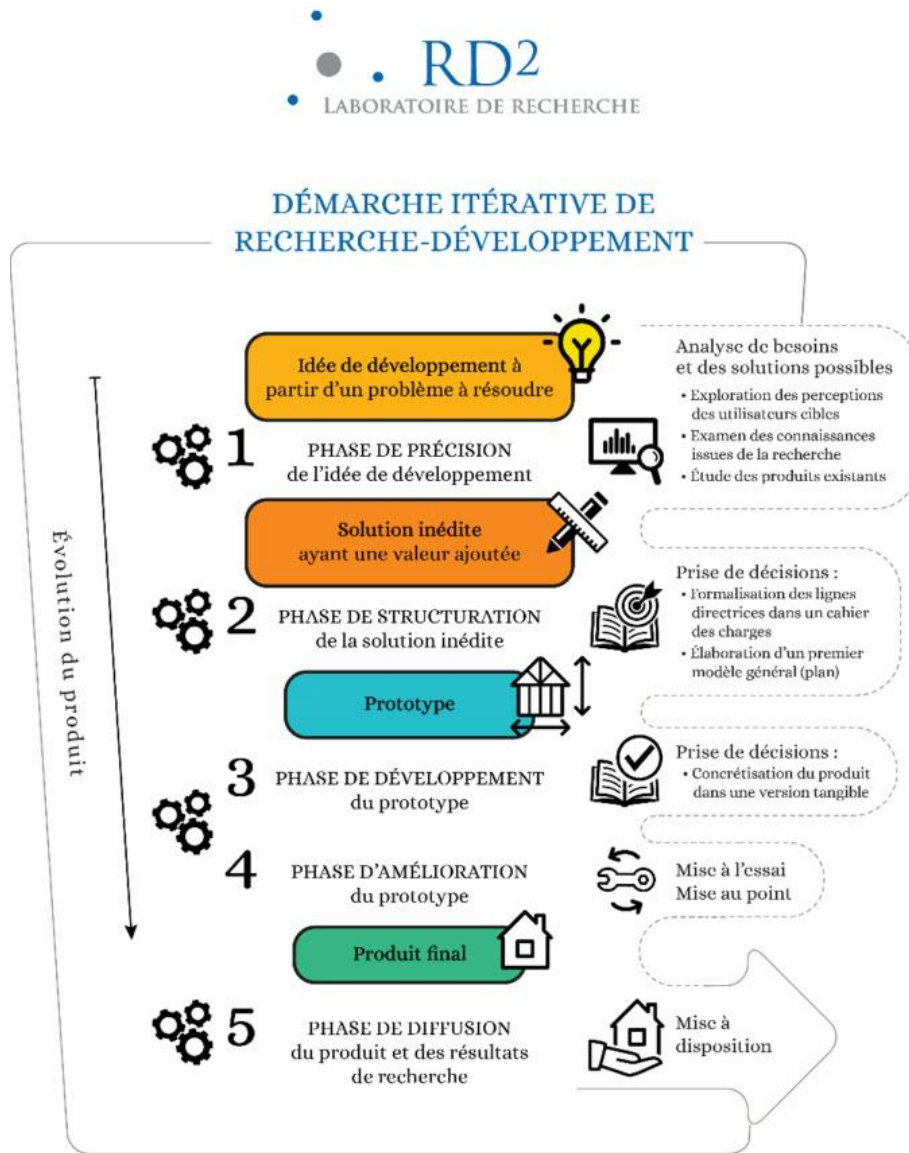 RD²
LABORATOIRE DE RECHERCHE
DÉMARCHE ITÉRATIVE DE
RECHERCHE-DÉVELOPPEMENT
Évolution du produit
Idée de développement à
partir d'un problème à résoudre
1
PHASE DE PRÉCISION
de l'idée de développement
Analyse de besoins
et des solutions possibles
• Exploration des perceptions
des utilisateurs cibles
• Examen des connaissances
issues de la recherche
• Étude des produits existants
Solution inédite
ayant une valeur ajoutée
2
PHASE DE STRUCTURATION
de la solution inédite
Prise de décisions :
• Formalisation des lignes
directrices dans un cahier
des charges
• Élaboration d'un premier
modèle général (plan)
Prototype
3
PHASE DE DÉVELOPPEMENT
du prototype
Prise de décisions :
• Concrétisation du produit
dans une version tangible
4
PHASE D'AMÉLIORATION
du prototype
Mise à l'essai
Mise au point
Produit final
5
PHASE DE DIFFUSION
du produit et des résultats
de recherche
Mise à
disposition